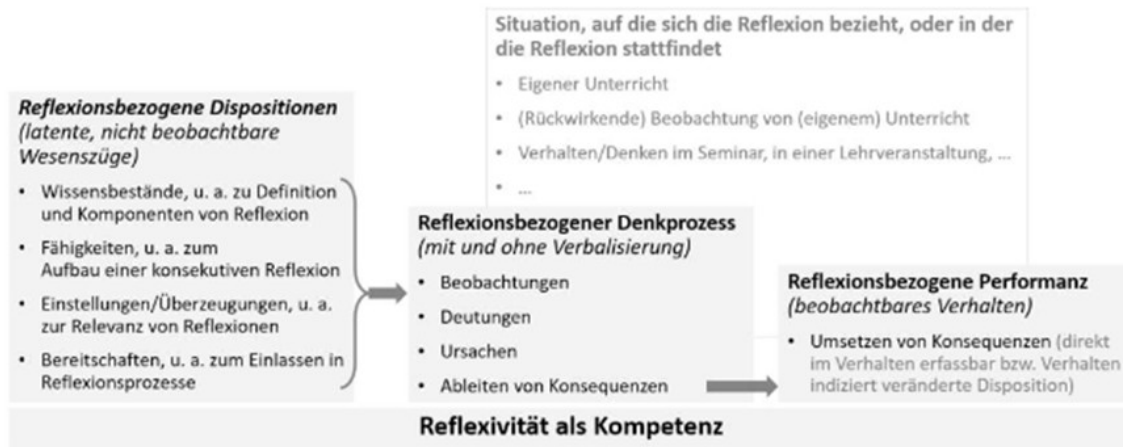 Situation, auf die sich die Reflexion bezieht, oder in der
die Reflexion stattfindet
• Eigener Unterricht
• (Rückwirkende) Beobachtung von (eigenem) Unterricht
• Verhalten/Denken im Seminar, in einer Lehrveranstaltung, ...
• ...
Reflexionsbezogene Dispositionen
(latente, nicht beobachtbare
Wesenszüge)
• Wissensbestände, u. a. zu Definition
und Komponenten von Reflexion
• Fähigkeiten, u. a. zum
Aufbau einer konsekutiven Reflexion
• Einstellungen/Überzeugungen, u. a.
zur Relevanz von Reflexionen
• Bereitschaften, u. a. zum Einlassen in
Reflexionsprozesse
Reflexionsbezogener Denkprozess
(mit und ohne Verbalisierung)
• Beobachtungen
• Deutungen
• Ursachen
• Ableiten von Konsequenzen
Reflexionsbezogene Performanz
(beobachtbares Verhalten)
• Umsetzen von Konsequenzen (direkt
im Verhalten erfassbar bzw. Verhalten
indiziert veränderte Disposition)
Reflexivität als Kompetenz